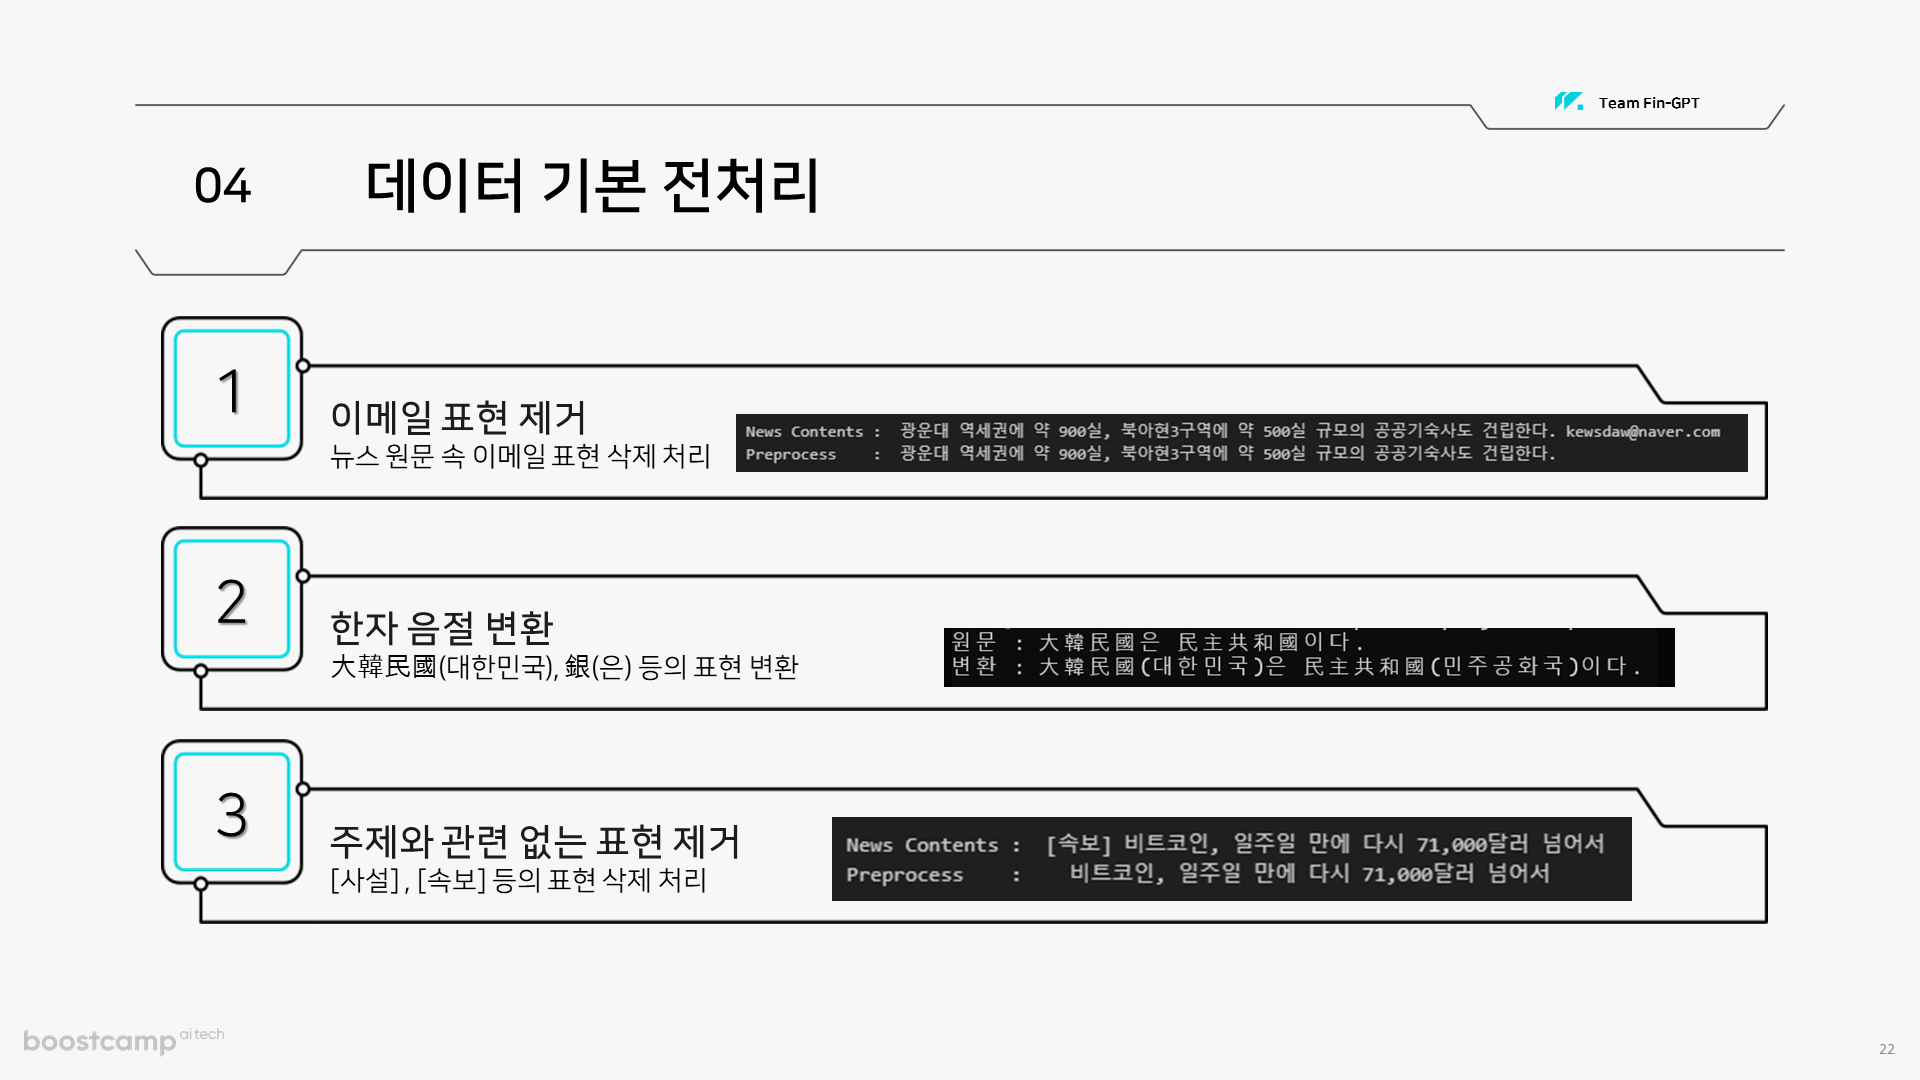 Team Fin-GPT
04 데이터 기본 전처리
1
이메일 표현 제거
뉴스 원문 속 이메일 표현 삭제 처리
News Contents : 광운대 역세권에 약 900실, 북아현3구역에 약 500실 규모의 공공기숙사도 건립한다. kewsdaw@naver.com
Preprocess : 광운대 역세권에 약 900실, 북아현3구역에 약 500실 규모의 공공기숙사도 건립한다.
2
한자 음절 변환
大韓民國(대한민국), 銀(은) 등의 표현 변환
원문 : 大韓民國은 民主共和國이다.
변환 : 大韓民國(대한민국)은 民主共和國(민주공화국)이다.
3
주제와 관련 없는 표현 제거
[사설] , [속보] 등의 표현 삭제 처리
News Contents : [속보] 비트코인, 일주일 만에 다시 71,000달러 넘어서
Preprocess : 비트코인, 일주일 만에 다시 71,000달러 넘어서
boostcamp ai tech
22